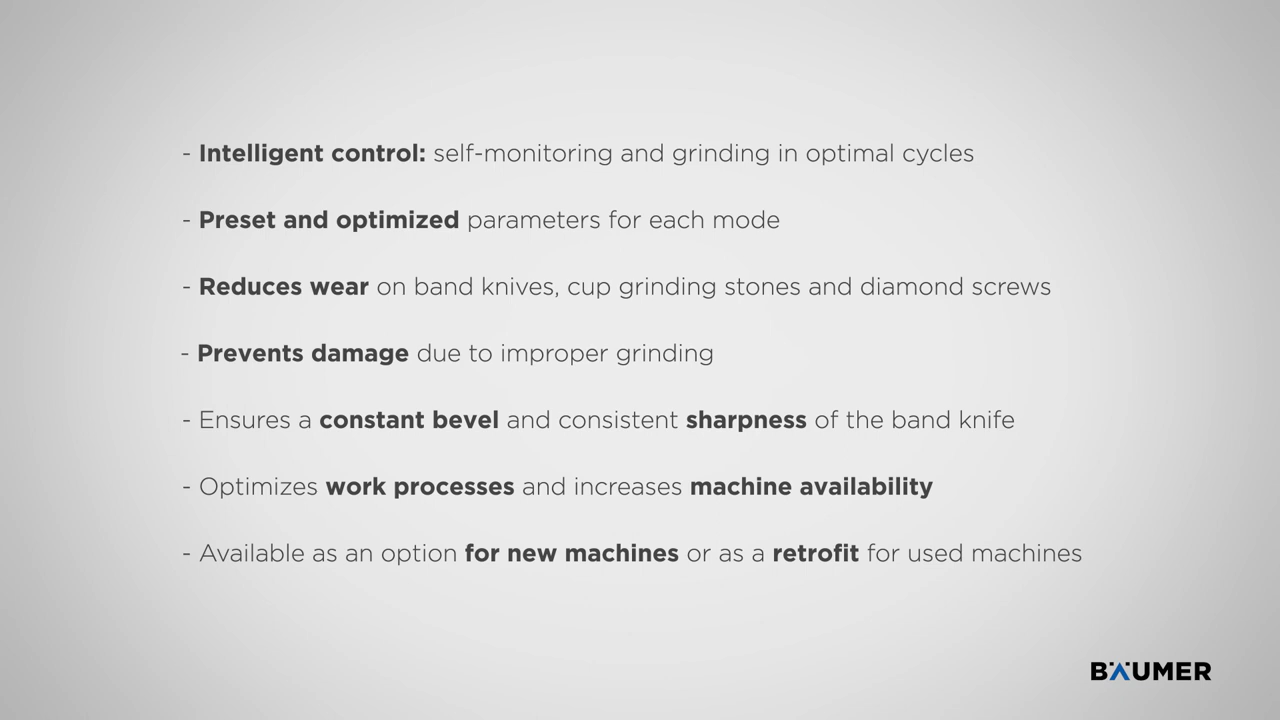 - Intelligent control: self-monitoring and grinding in optimal cycles
- Preset and optimized parameters for each mode
- Reduces wear on band knives, cup grinding stones and diamond screws
- Prevents damage due to improper grinding
- Ensures a constant bevel and consistent sharpness of the band knife
- Optimizes work processes and increases machine availability
- Available as an option for new machines or as a retrofit for used machines
BÄUMER